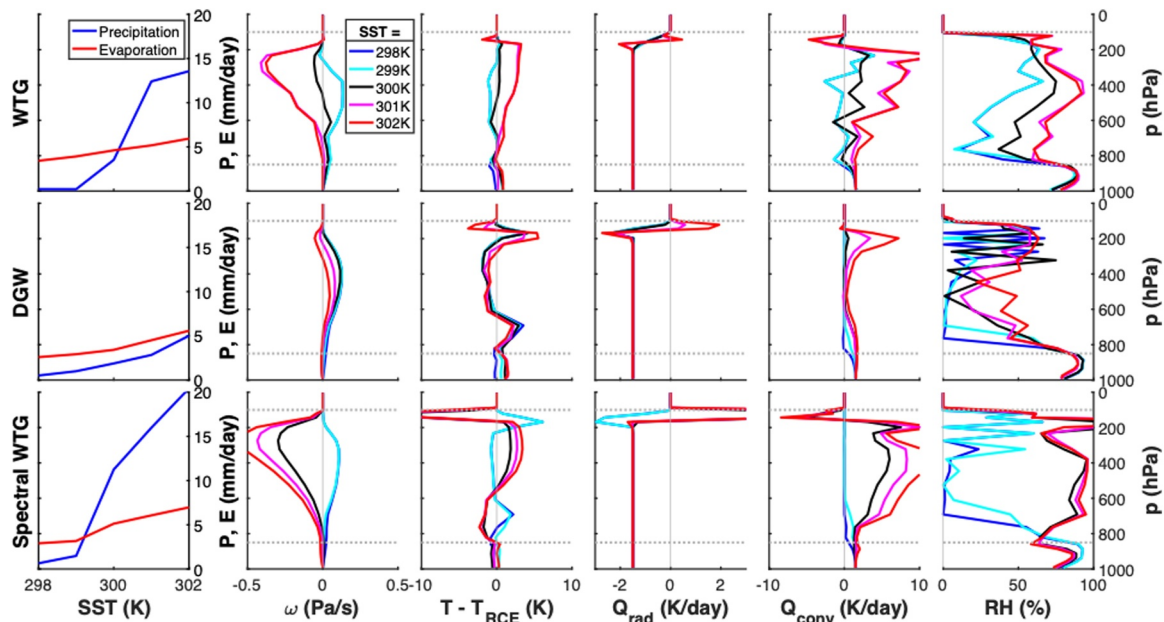 Precipitation
Evaporation
SST =
298K
299K
300K
301K
302K
WTG
20
15
10
5
0
P, E (mm/day)
0
200
400
600
800
1000
p (hPa)
DGW
20
15
10
5
0
P, E (mm/day)
0
200
400
600
800
1000
p (hPa)
Spectral WTG
20
15
10
5
0
P, E (mm/day)
0
200
400
600
800
1000
p (hPa)
298 300 302
-0.5 0 0.5
-10 0 10
-2 0 2
-10 0 10
0 50 100
SST (K)
ω (Pa/s)
T - T_RCE (K)
Q_rad (K/day)
Q_conv (K/day)
RH (%)